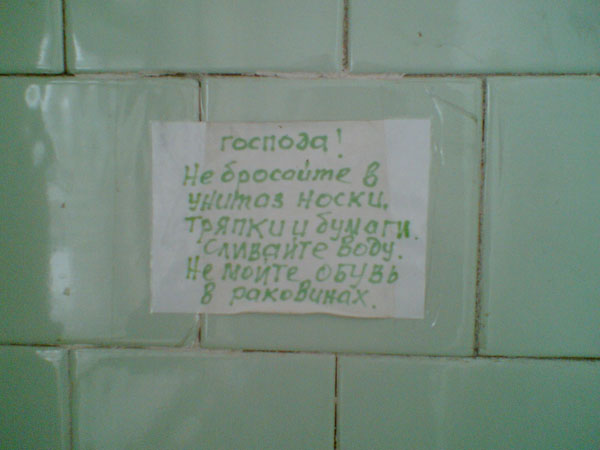 господа!
Не бросайте в
унитаз носки,
тряпки и бумаги.
Сливайте воду.
Не мойте обувь
в раковинах.